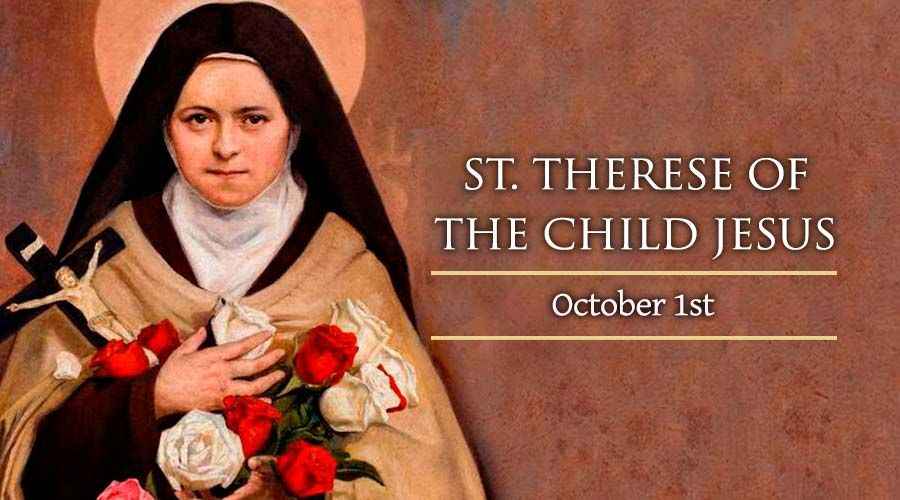 ST. THERESE OF
THE CHILD JESUS
October 1st